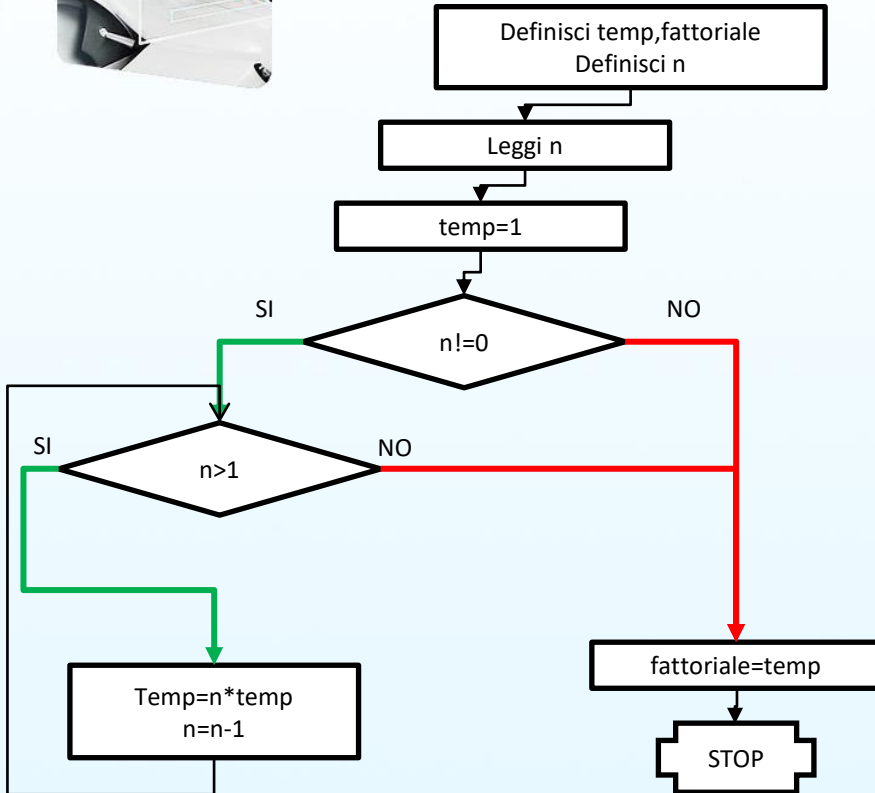 Definisci temp,fattoriale
Definisci n
Leggi n
temp=1
SI
NO
n!=0
SI
NO
n>1
Temp=n*temp
n=n-1
fattoriale=temp
STOP